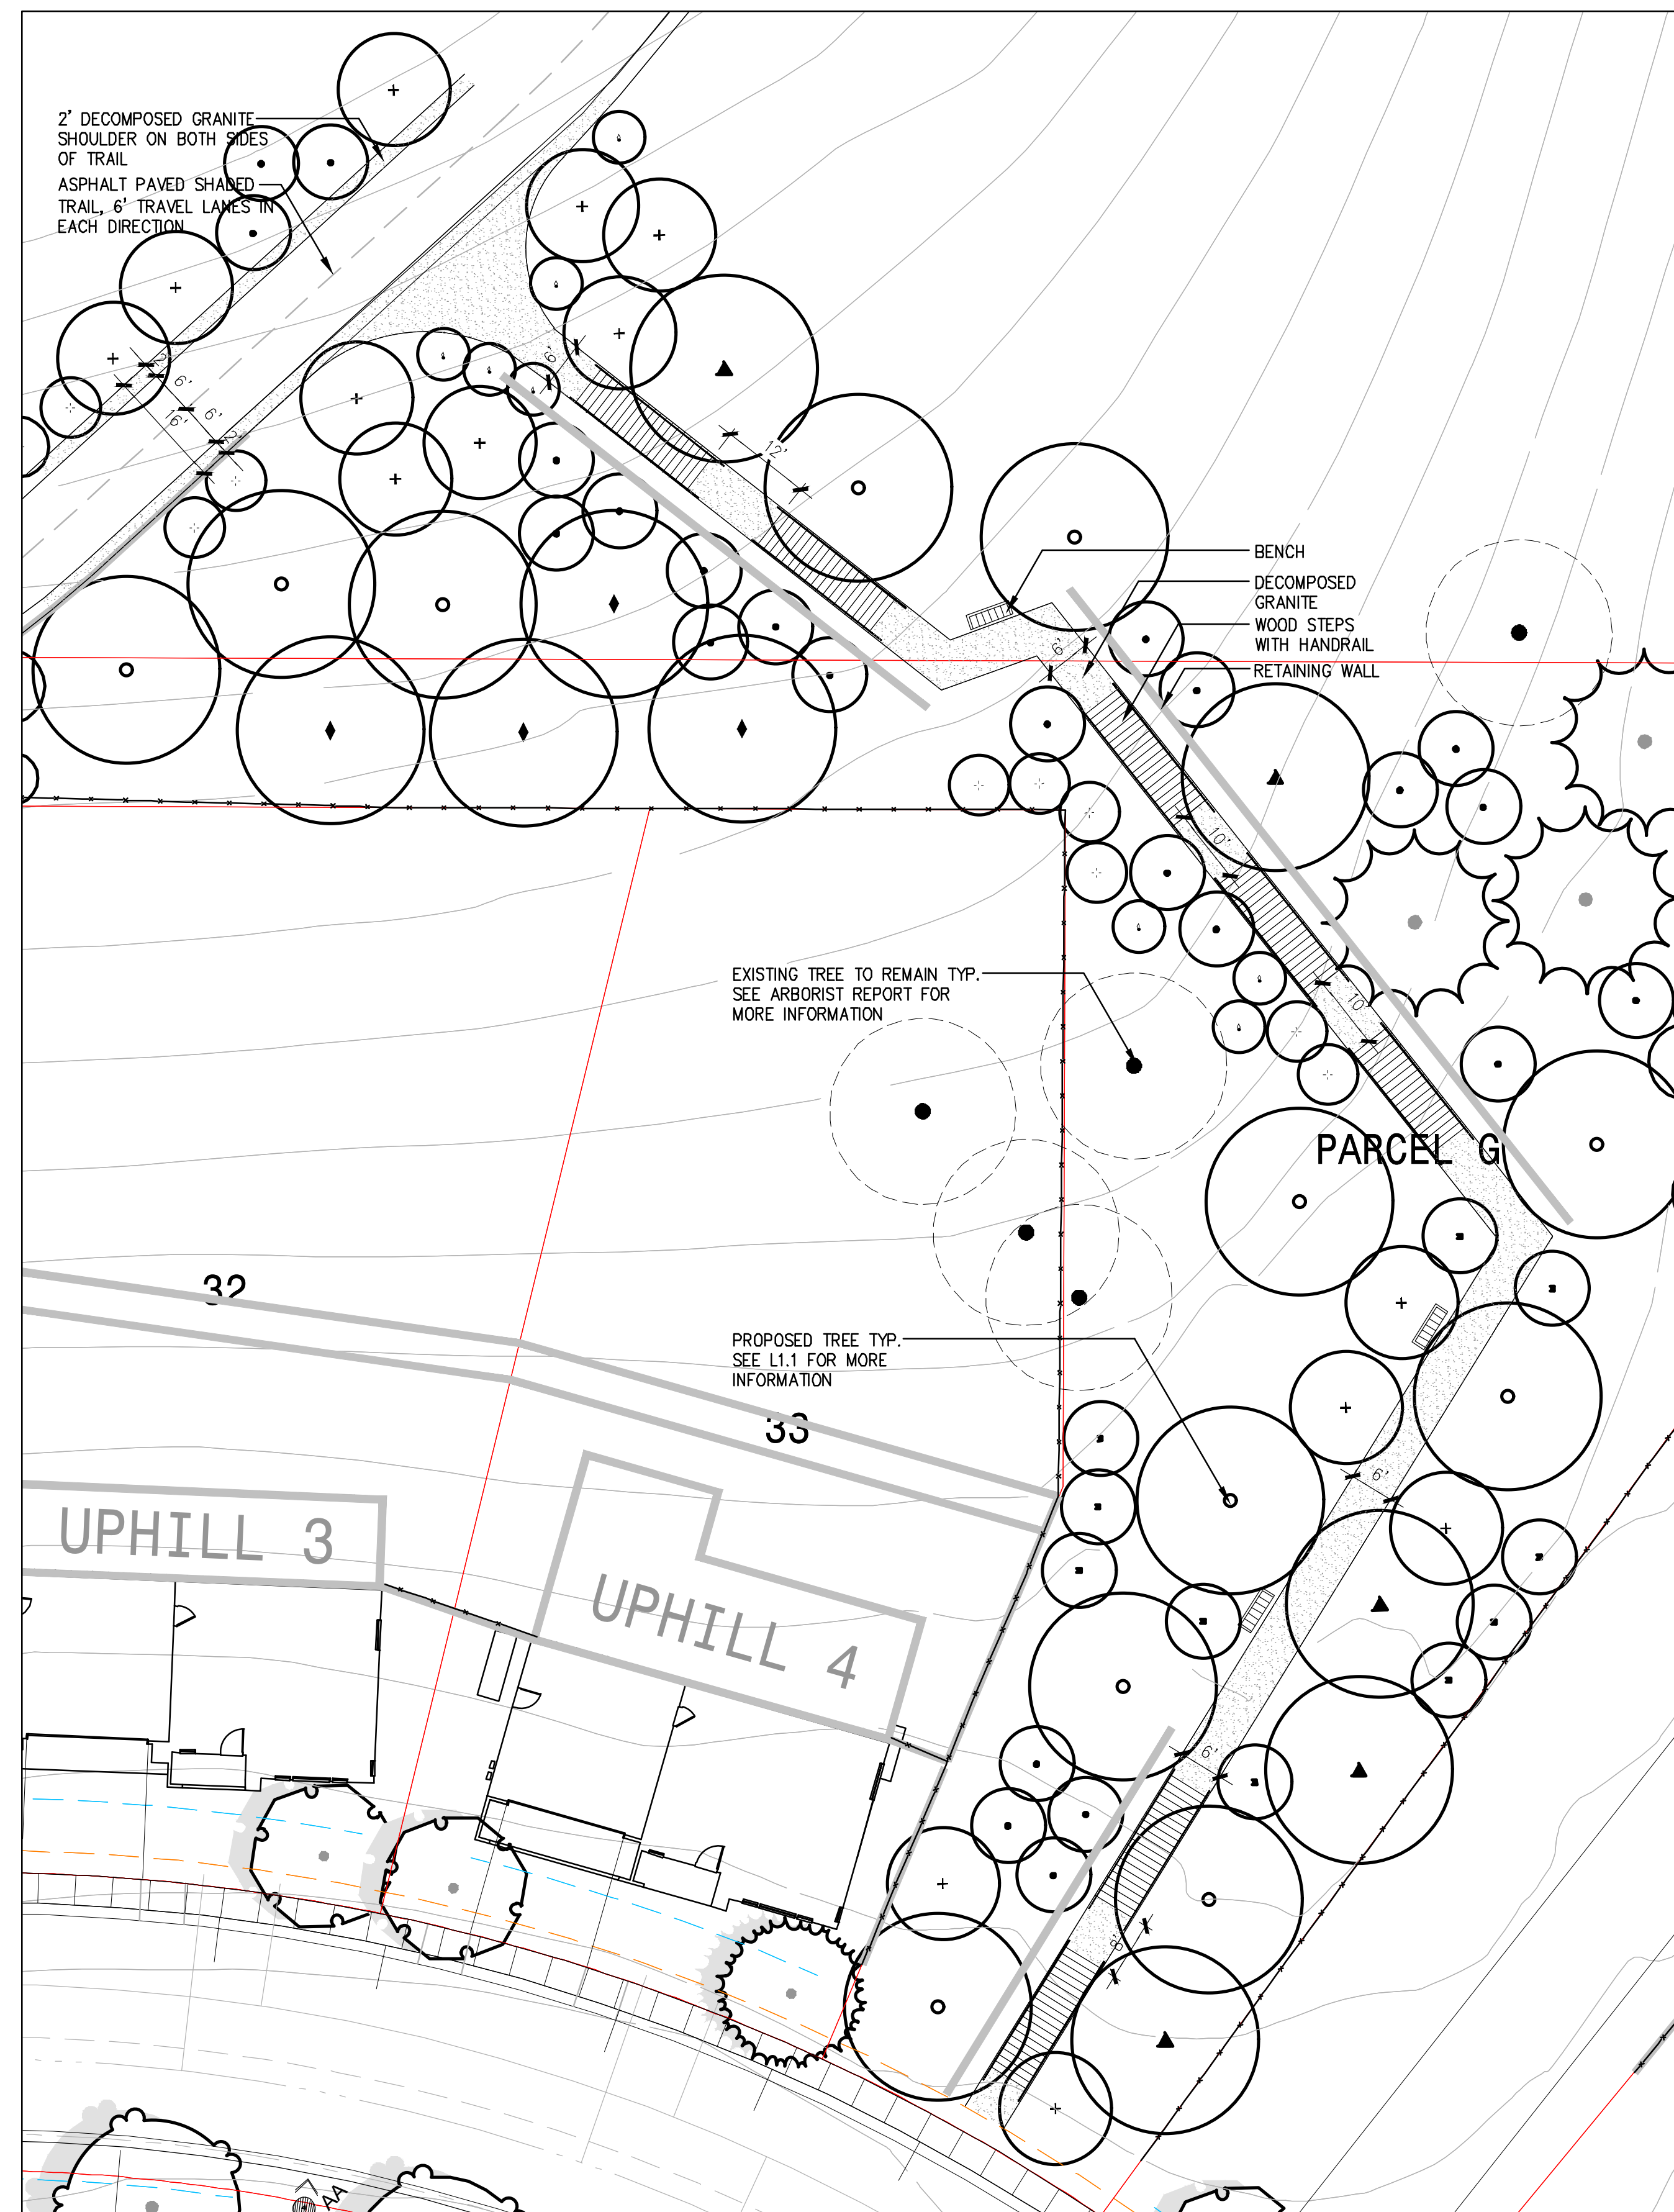 2' DECOMPOSED GRANITE
SHOULDER ON BOTH SIDES
OF TRAIL
ASPHALT PAVED SHADED
TRAIL, 6' TRAVEL LANES IN
EACH DIRECTION
2'
6'
6'
2'
16'
6'
12'
BENCH
DECOMPOSED
GRANITE
WOOD STEPS
WITH HANDRAIL
RETAINING WALL
6'
10'
10'
EXISTING TREE TO REMAIN TYP.
SEE ARBORIST REPORT FOR
MORE INFORMATION
PARCEL G
32
PROPOSED TREE TYP.
SEE L1.1 FOR MORE
INFORMATION
33
6'
UPHILL 3
UPHILL 4
6'
8'
AA